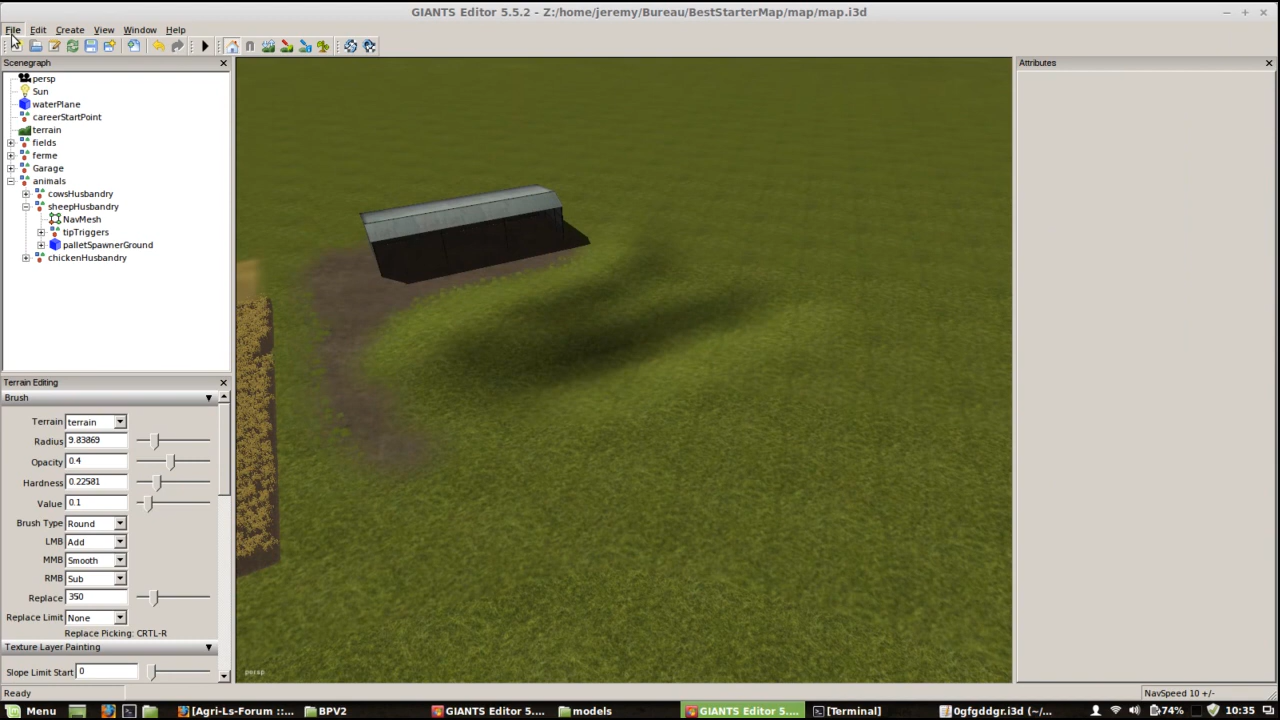 GIANTS Editor 5.5.2 - Z:/home/jeremy/Bureau/BestStarterMap/map/map.i3d
File Edit Create View Window Help
Scenegraph
persp
Sun
waterPlane
careerStartPoint
terrain
fields
ferme
Garage
animals
cowsHusbandry
sheepHusbandry
NavMesh
tipTriggers
palletSpawnerGround
chickenHusbandry
Terrain Editing
Brush
Terrain terrain
Radius 9.83869
Opacity 0.4
Hardness 0.22581
Value 0.1
Brush Type Round
LMB Add
MMB Smooth
RMB Sub
Replace 350
Replace Limit None
Replace Picking: CRTL-R
Texture Layer Painting
Slope Limit Start 0
persp
Attributes
Ready
NavSpeed 10 +/-
Menu [Agri-Ls-Forum ::... BPV2 GIANTS Editor 5.... models GIANTS Editor 5.... [Terminal] 0gfgddgr.i3d (~/... 74% 10:35